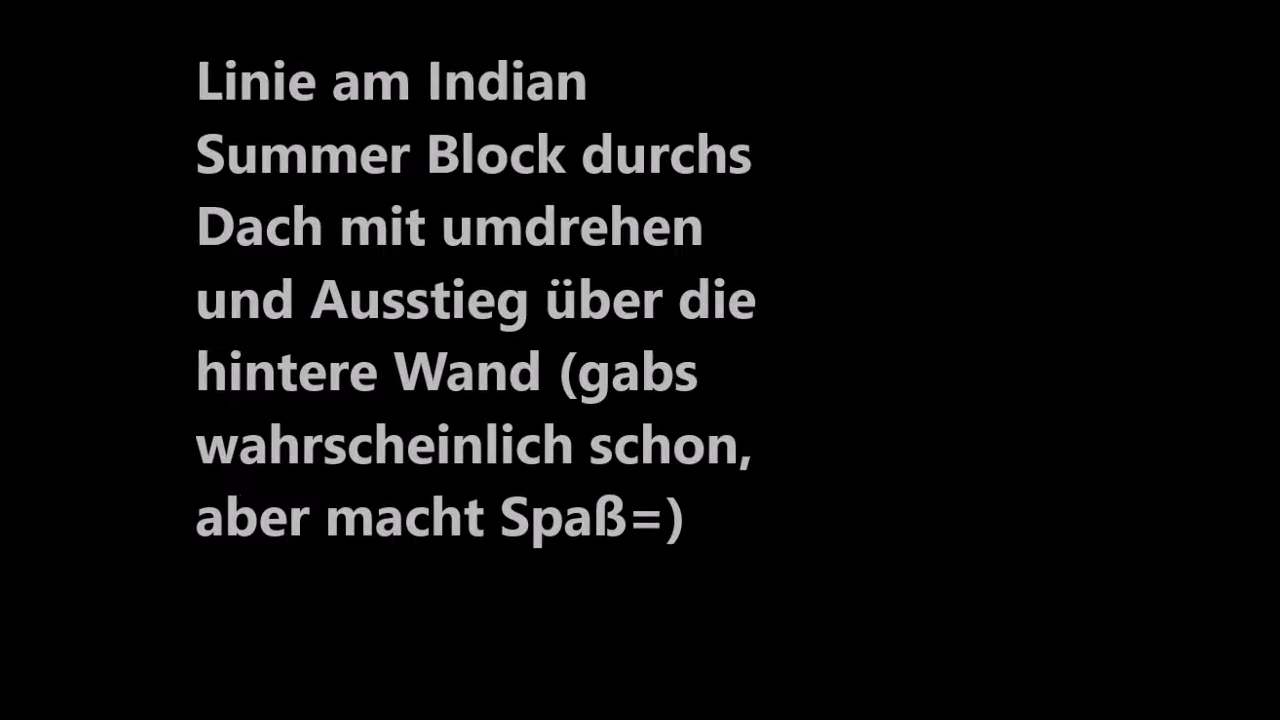 Linie am Indian
Summer Block durchs
Dach mit umdrehen
und Ausstieg über die
hintere Wand (gabs
wahrscheinlich schon,
aber macht Spaß=)